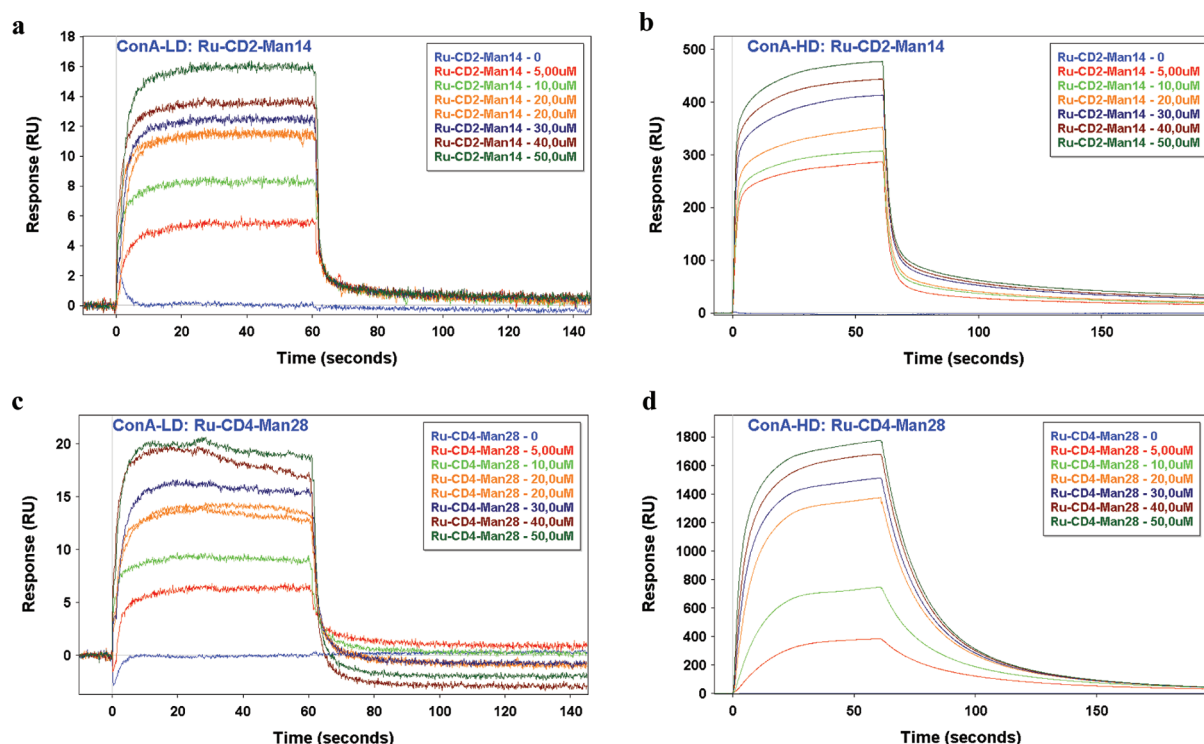 a
ConA-LD: Ru-CD2-Man14
Ru-CD2-Man14 - 0
Ru-CD2-Man14 - 5,00uM
Ru-CD2-Man14 - 10,0uM
Ru-CD2-Man14 - 20,0uM
Ru-CD2-Man14 - 20,0uM
Ru-CD2-Man14 - 30,0uM
Ru-CD2-Man14 - 40,0uM
Ru-CD2-Man14 - 50,0uM
Response (RU)
18
16
14
12
10
8
6
4
2
0
0 20 40 60 80 100 120 140
Time (seconds)
b
ConA-HD: Ru-CD2-Man14
Ru-CD2-Man14 - 0
Ru-CD2-Man14 - 5,00uM
Ru-CD2-Man14 - 10,0uM
Ru-CD2-Man14 - 20,0uM
Ru-CD2-Man14 - 30,0uM
Ru-CD2-Man14 - 40,0uM
Ru-CD2-Man14 - 50,0uM
Response (RU)
500
400
300
200
100
0
0 50 100 150
Time (seconds)
c
ConA-LD: Ru-CD4-Man28
Ru-CD4-Man28 - 0
Ru-CD4-Man28 - 5,00uM
Ru-CD4-Man28 - 10,0uM
Ru-CD4-Man28 - 20,0uM
Ru-CD4-Man28 - 20,0uM
Ru-CD4-Man28 - 30,0uM
Ru-CD4-Man28 - 40,0uM
Ru-CD4-Man28 - 50,0uM
Response (RU)
20
15
10
5
0
0 20 40 60 80 100 120 140
Time (seconds)
d
ConA-HD: Ru-CD4-Man28
Ru-CD4-Man28 - 0
Ru-CD4-Man28 - 5,00uM
Ru-CD4-Man28 - 10,0uM
Ru-CD4-Man28 - 20,0uM
Ru-CD4-Man28 - 30,0uM
Ru-CD4-Man28 - 40,0uM
Ru-CD4-Man28 - 50,0uM
Response (RU)
1800
1600
1400
1200
1000
800
600
400
200
0
0 50 100 150
Time (seconds)